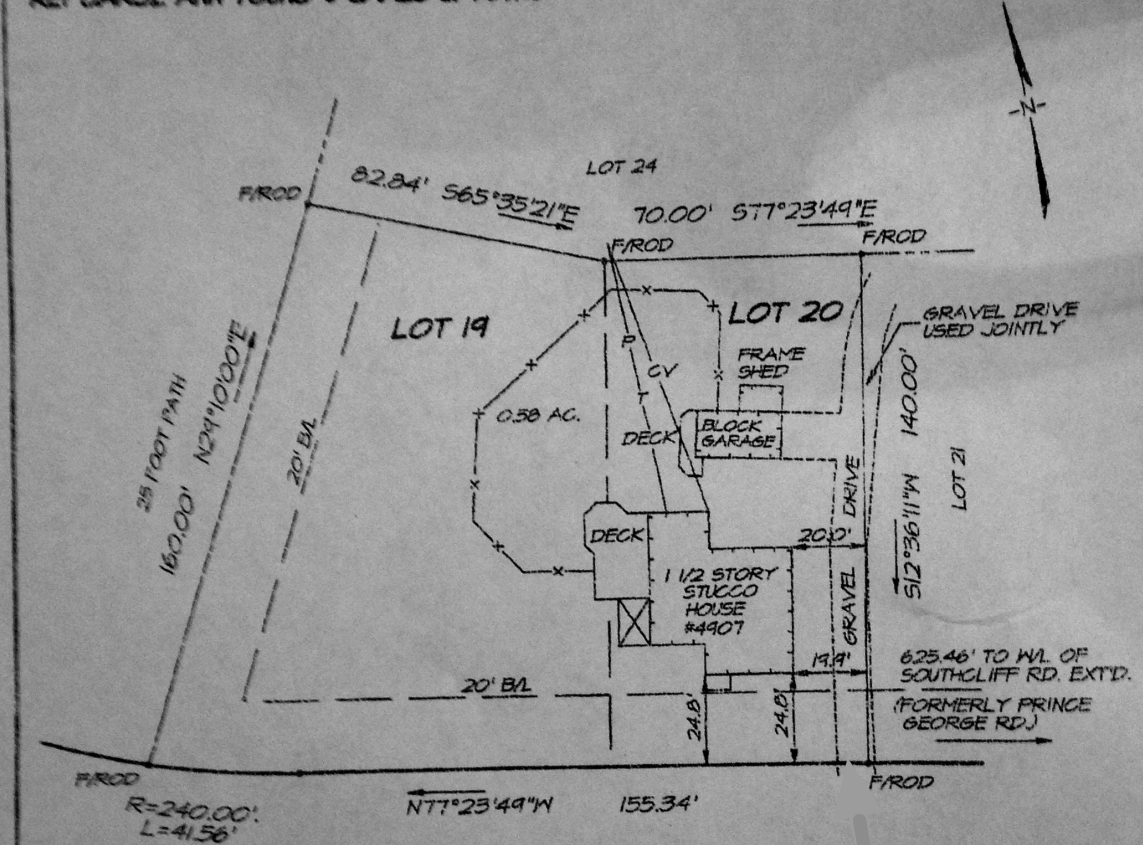 LOT 24
82.84' S65°35'21"E
70.00' S77°23'49"E
F/ROD
F/ROD
F/ROD
LOT 19
LOT 20
GRAVEL DRIVE
USED JOINTLY
FRAME
SHED
P
CV
T
25 FOOT PATH
160.00' N29°10'00"E
20' B/L
0.58 AC.
DECK
BLOCK
GARAGE
S12°36'11"W 140.00'
LOT 21
GRAVEL DRIVE
DECK
20.0'
1 1/2 STORY
STUCCO
HOUSE
#4907
19.9'
625.46' TO W/L OF
SOUTHCLIFF RD. EXT'D.
(FORMERLY PRINCE
GEORGE RD.)
20' B/L
24.8'
24.8'
F/ROD
F/ROD
R=240.00'
L=41.56'
N77°23'49"W 155.34'
N